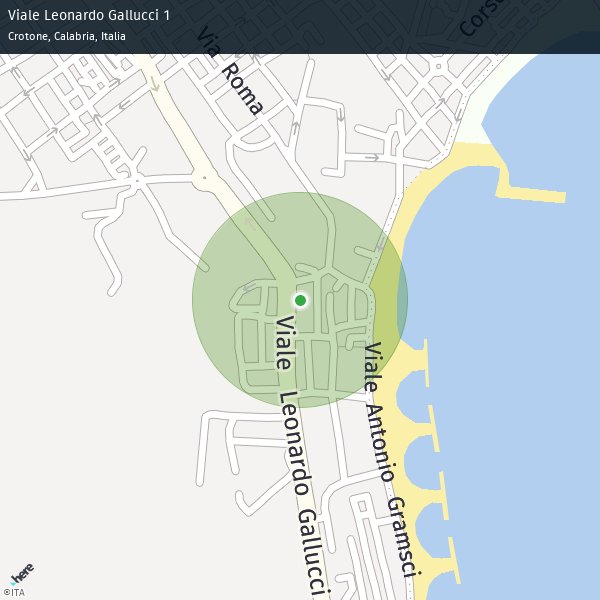 Viale Leonardo Gallucci 1
Crotone, Calabria, Italia
Via Roma
Viale Leonardo Gallucci
Viale Antonio Gramsci
here
©ITA